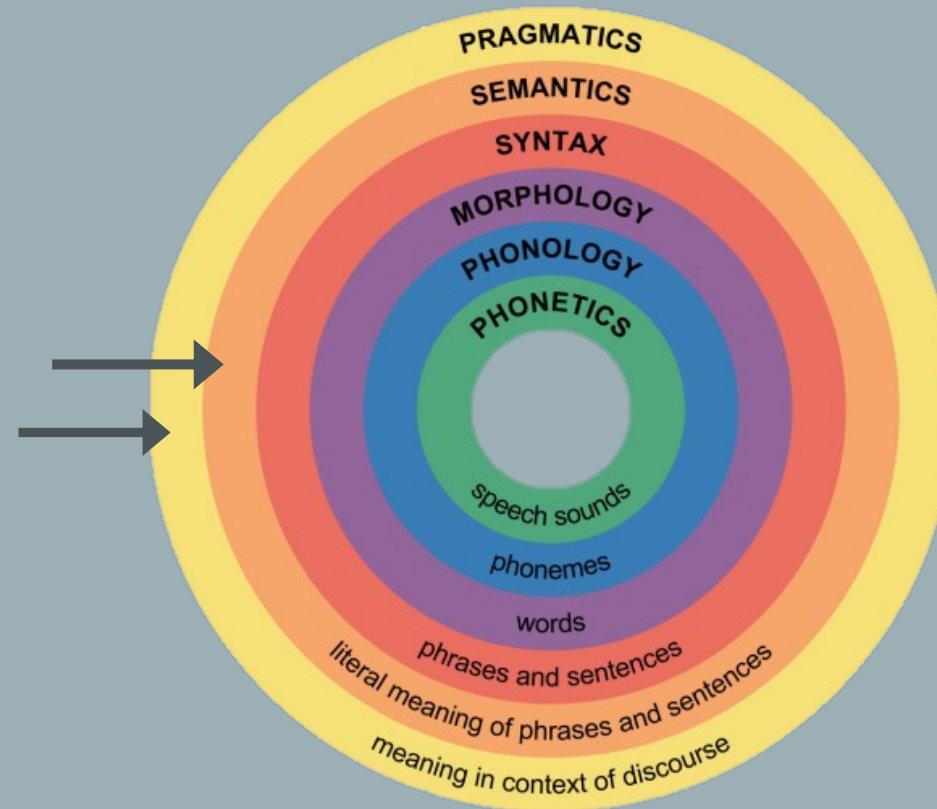 PRAGMATICS
SEMANTICS
SYNTAX
MORPHOLOGY
PHONOLOGY
PHONETICS
speech sounds
phonemes
words
phrases and sentences
literal meaning of phrases and sentences
meaning in context of discourse